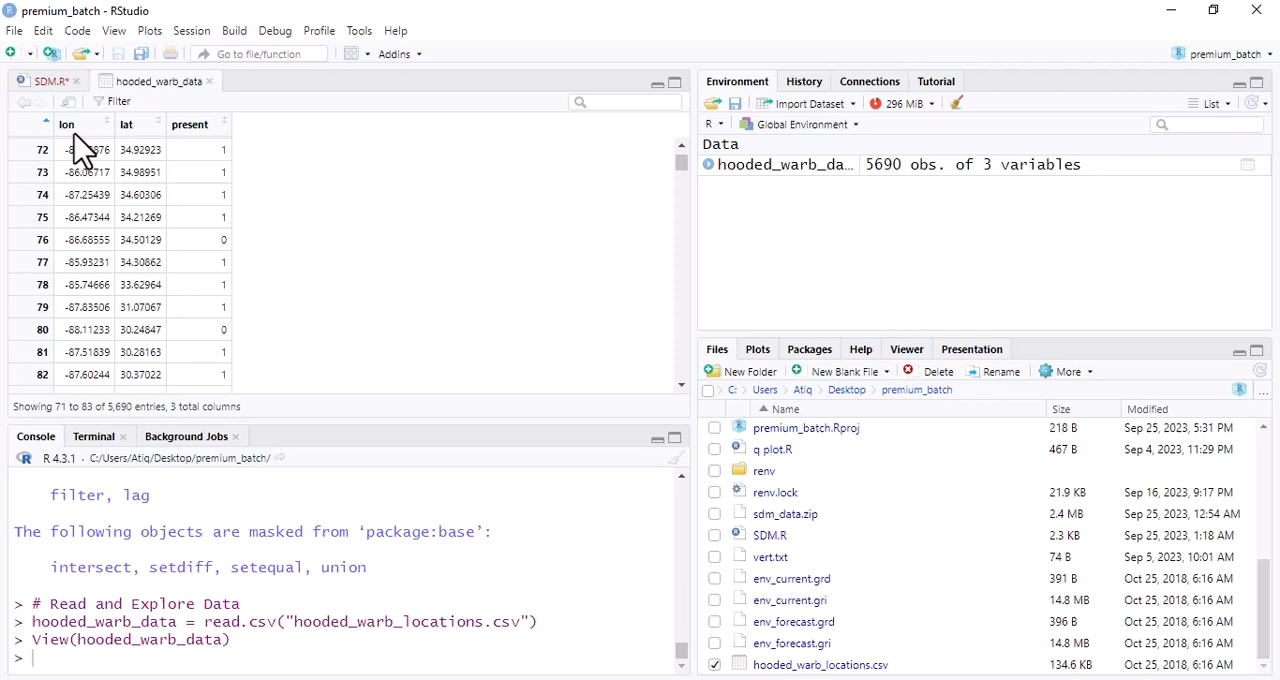 premium_batch - RStudio
File Edit Code View Plots Session Build Debug Profile Tools Help
Go to file/function Addins premium_batch
SDM.R* hooded_warb_data
Filter
lon lat present
72 34.92923 1
73 -86.06717 34.98951 1
74 -87.25439 34.60306 1
75 -86.47344 34.21269 1
76 -86.68555 34.50129 0
77 -85.93231 34.30862 1
78 -85.74666 33.62964 1
79 -87.83506 31.07067 1
80 -88.11233 30.24847 0
81 -87.51839 30.28163 1
82 -87.60244 30.37022 1
Showing 71 to 83 of 5,690 entries, 3 total columns
Console Terminal Background Jobs
R 4.3.1 · C:/Users/Atiq/Desktop/premium_batch/
filter, lag
The following objects are masked from ‘package:base’:
intersect, setdiff, setequal, union
> # Read and Explore Data
> hooded_warb_data = read.csv("hooded_warb_locations.csv")
> View(hooded_warb_data)
>
Environment History Connections Tutorial
Import Dataset 296 MiB List
R Global Environment
Data
hooded_warb_da... 5690 obs. of 3 variables
Files Plots Packages Help Viewer Presentation
New Folder New Blank File Delete Rename More
C: Users Atiq Desktop premium_batch ...
Name Size Modified
premium_batch.Rproj 218 B Sep 25, 2023, 5:31 PM
q plot.R 467 B Sep 4, 2023, 11:29 PM
renv
renv.lock 21.9 KB Sep 16, 2023, 9:17 PM
sdm_data.zip 2.4 MB Sep 25, 2023, 12:54 AM
SDM.R 2.3 KB Sep 25, 2023, 1:18 AM
vert.txt 74 B Sep 5, 2023, 10:01 AM
env_current.grd 391 B Oct 25, 2018, 6:16 AM
env_current.gri 14.8 MB Oct 25, 2018, 6:16 AM
env_forecast.grd 396 B Oct 25, 2018, 6:16 AM
env_forecast.gri 14.8 MB Oct 25, 2018, 6:16 AM
hooded_warb_locations.csv 134.6 KB Oct 25, 2018, 6:16 AM